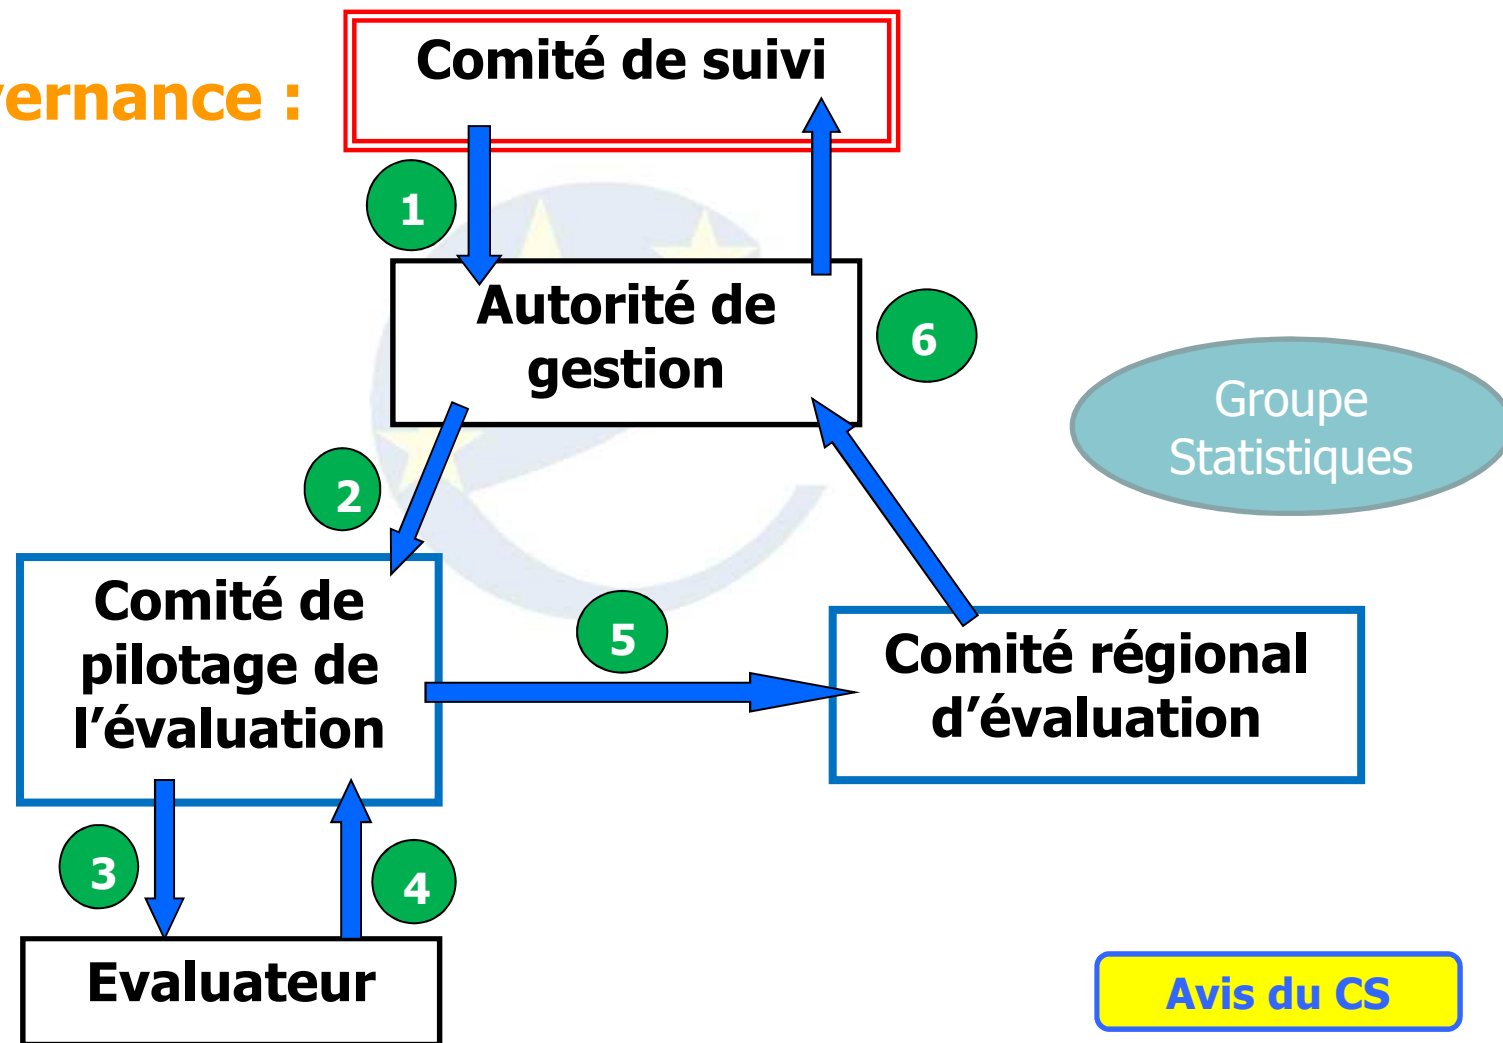 Comité de suivi
vernance :
1
Autorité de
gestion
6
Groupe
Statistiques
2
Comité de
pilotage de
l’évaluation
5
Comité régional
d’évaluation
3
4
Evaluateur
Avis du CS